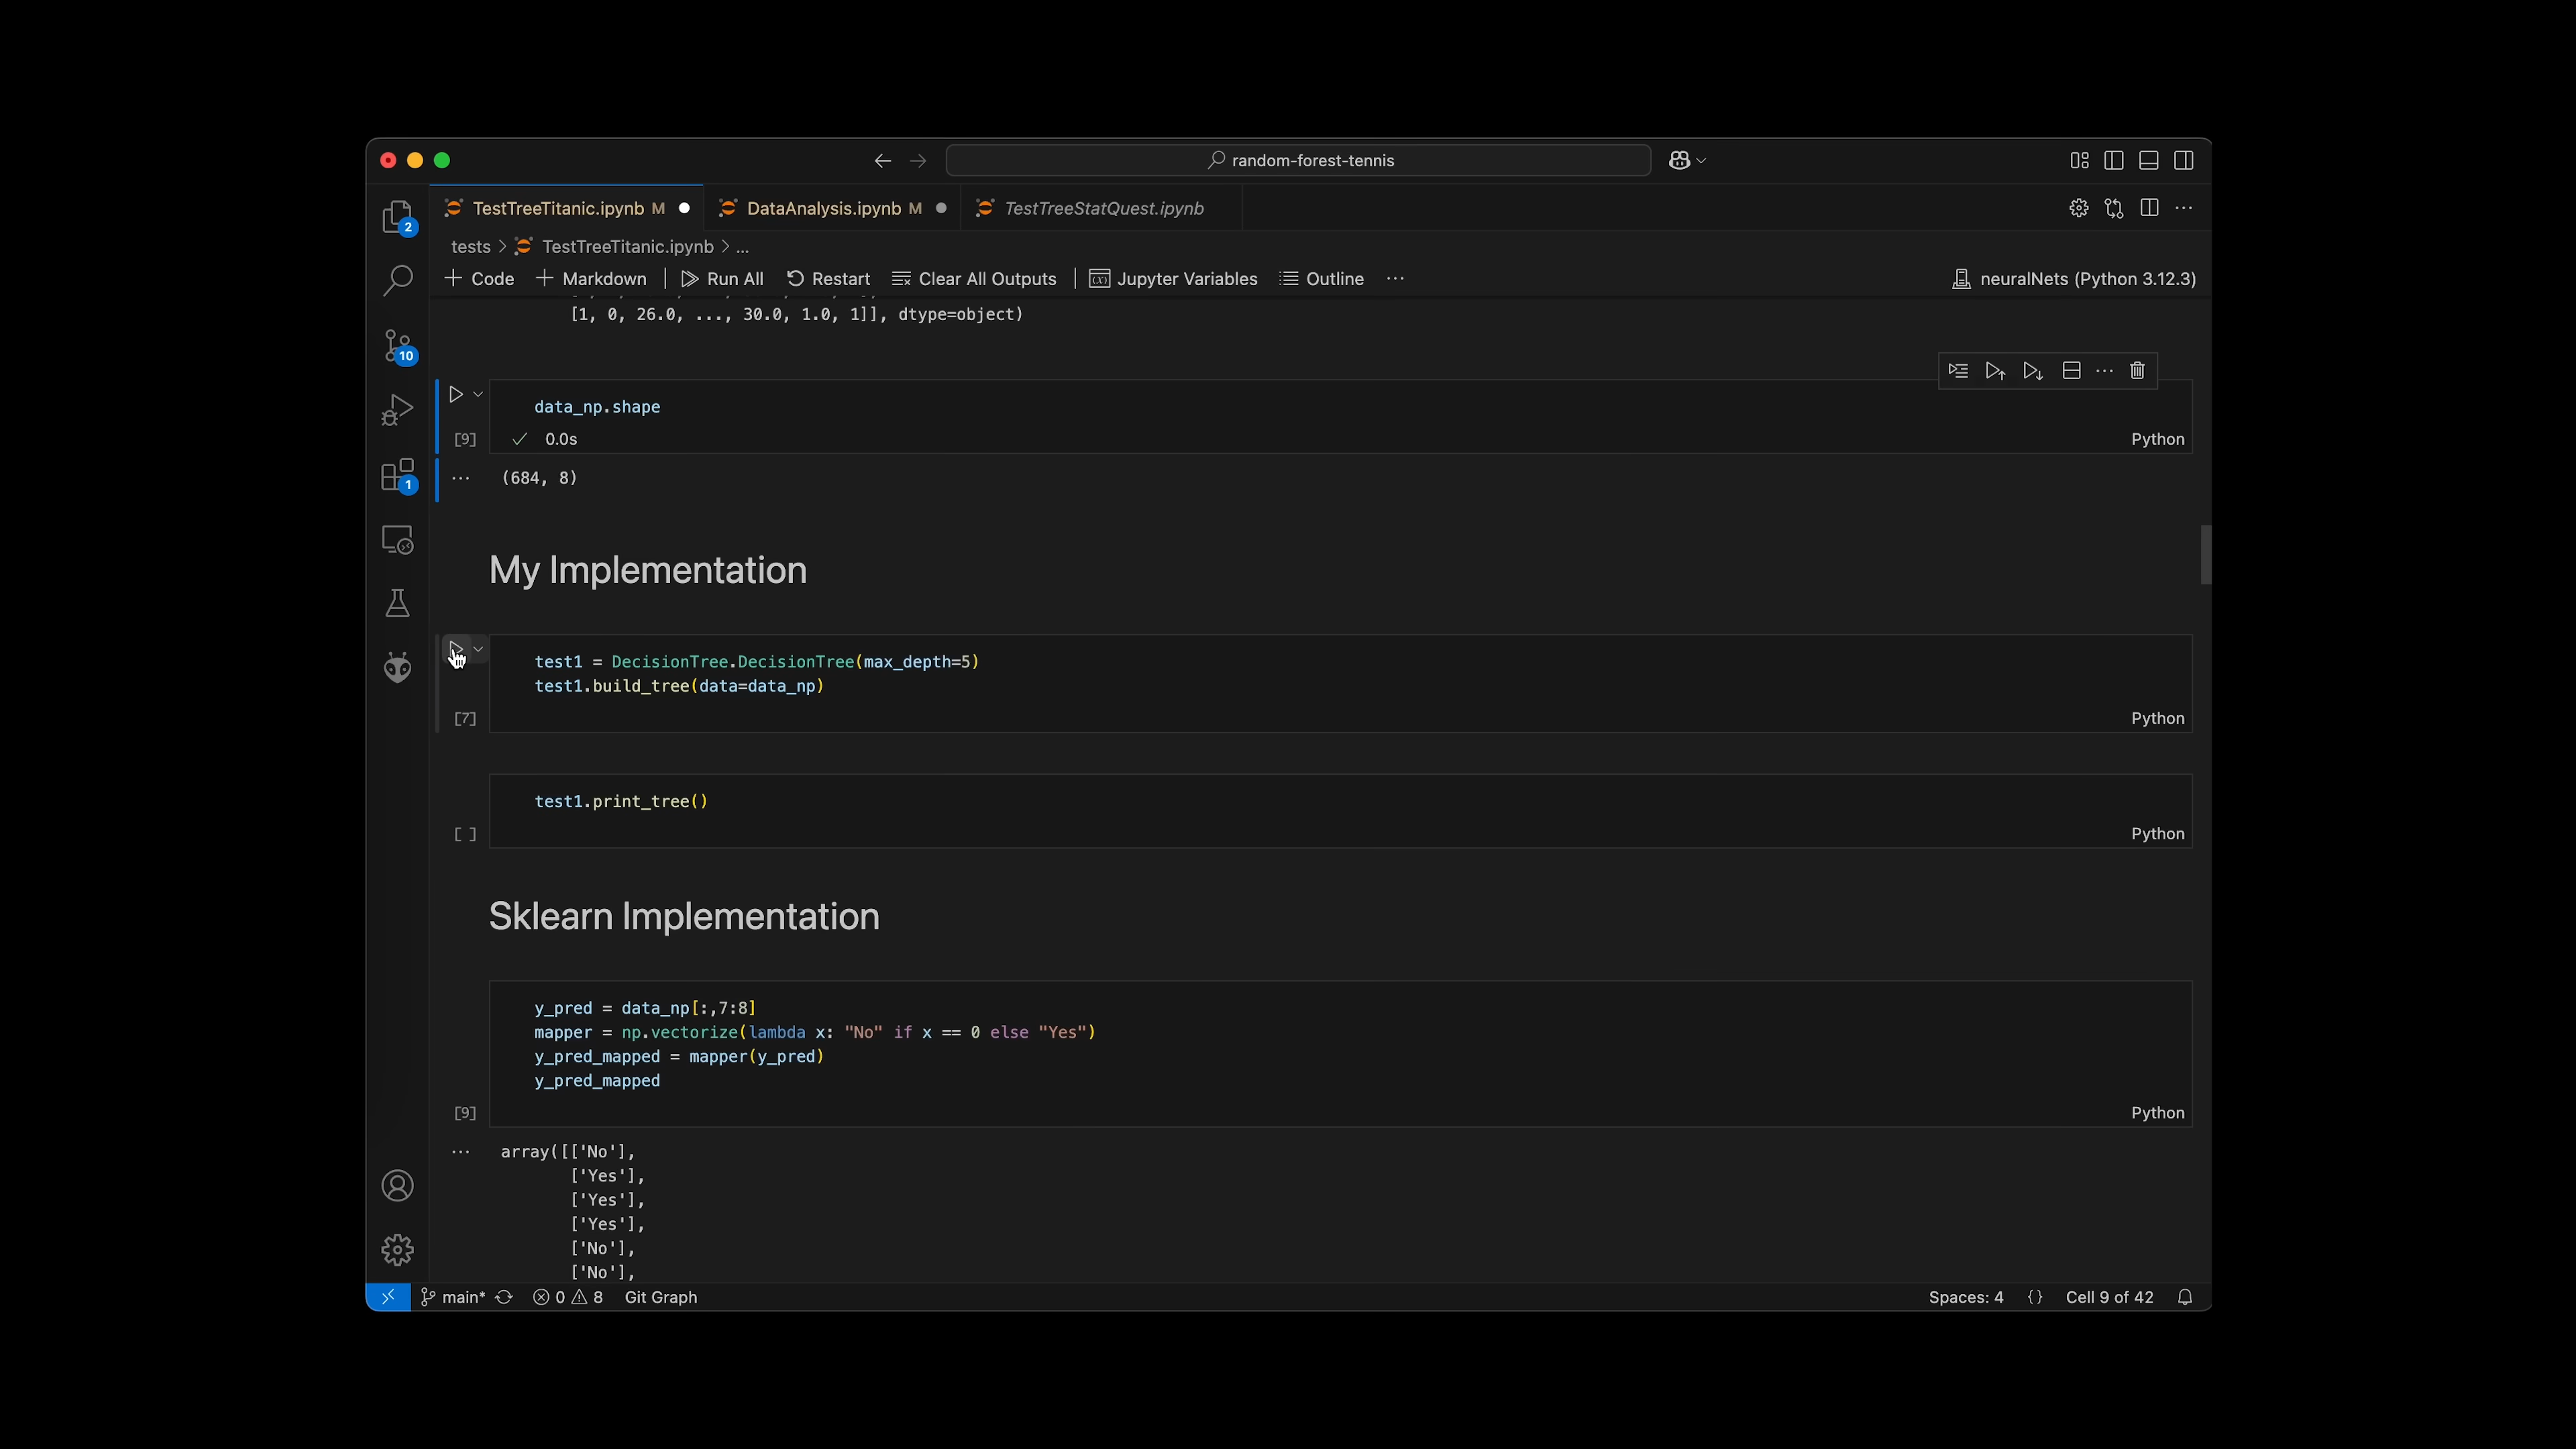 random-forest-tennis
TestTreeTitanic.ipynb M
DataAnalysis.ipynb M
TestTreeStatQuest.ipynb
tests > TestTreeTitanic.ipynb > ...
+ Code + Markdown | Run All Restart Clear All Outputs | Jupyter Variables Outline ...
neuralNets (Python 3.12.3)
[1, 0, 26.0, ..., 30.0, 1.0, 1]], dtype=object)
data_np.shape
[9] ✓ 0.0s Python
... (684, 8)
My Implementation
test1 = DecisionTree.DecisionTree(max_depth=5)
test1.build_tree(data=data_np)
[7] Python
test1.print_tree()
[ ] Python
Sklearn Implementation
y_pred = data_np[:,7:8]
mapper = np.vectorize(lambda x: "No" if x == 0 else "Yes")
y_pred_mapped = mapper(y_pred)
y_pred_mapped
[9] Python
... array([['No'],
['Yes'],
['Yes'],
['Yes'],
['No'],
['No'],
2
10
1
main* 0 8 Git Graph
Spaces: 4 {} Cell 9 of 42